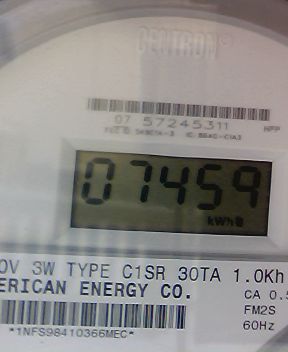 CENTRON®
07 57245311
07459
kWh
0V 3W TYPE C1SR 30TA 1.0Kh
ERICAN ENERGY CO.
CA 0.5
FM2S
60Hz
*1NFS98410366MEC*